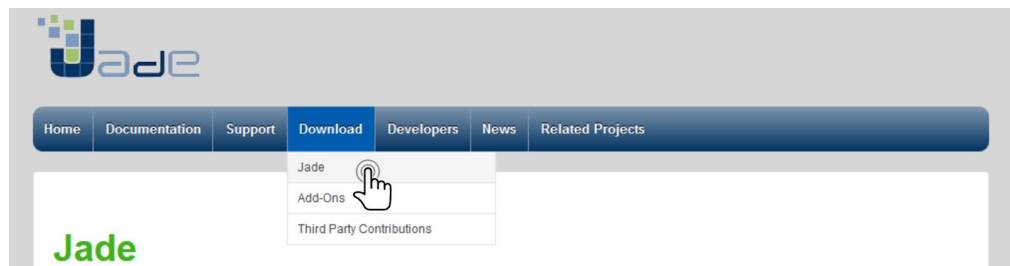 Jade
Home Documentation Support Download Developers News Related Projects
Jade
Add-Ons
Third Party Contributions
Jade